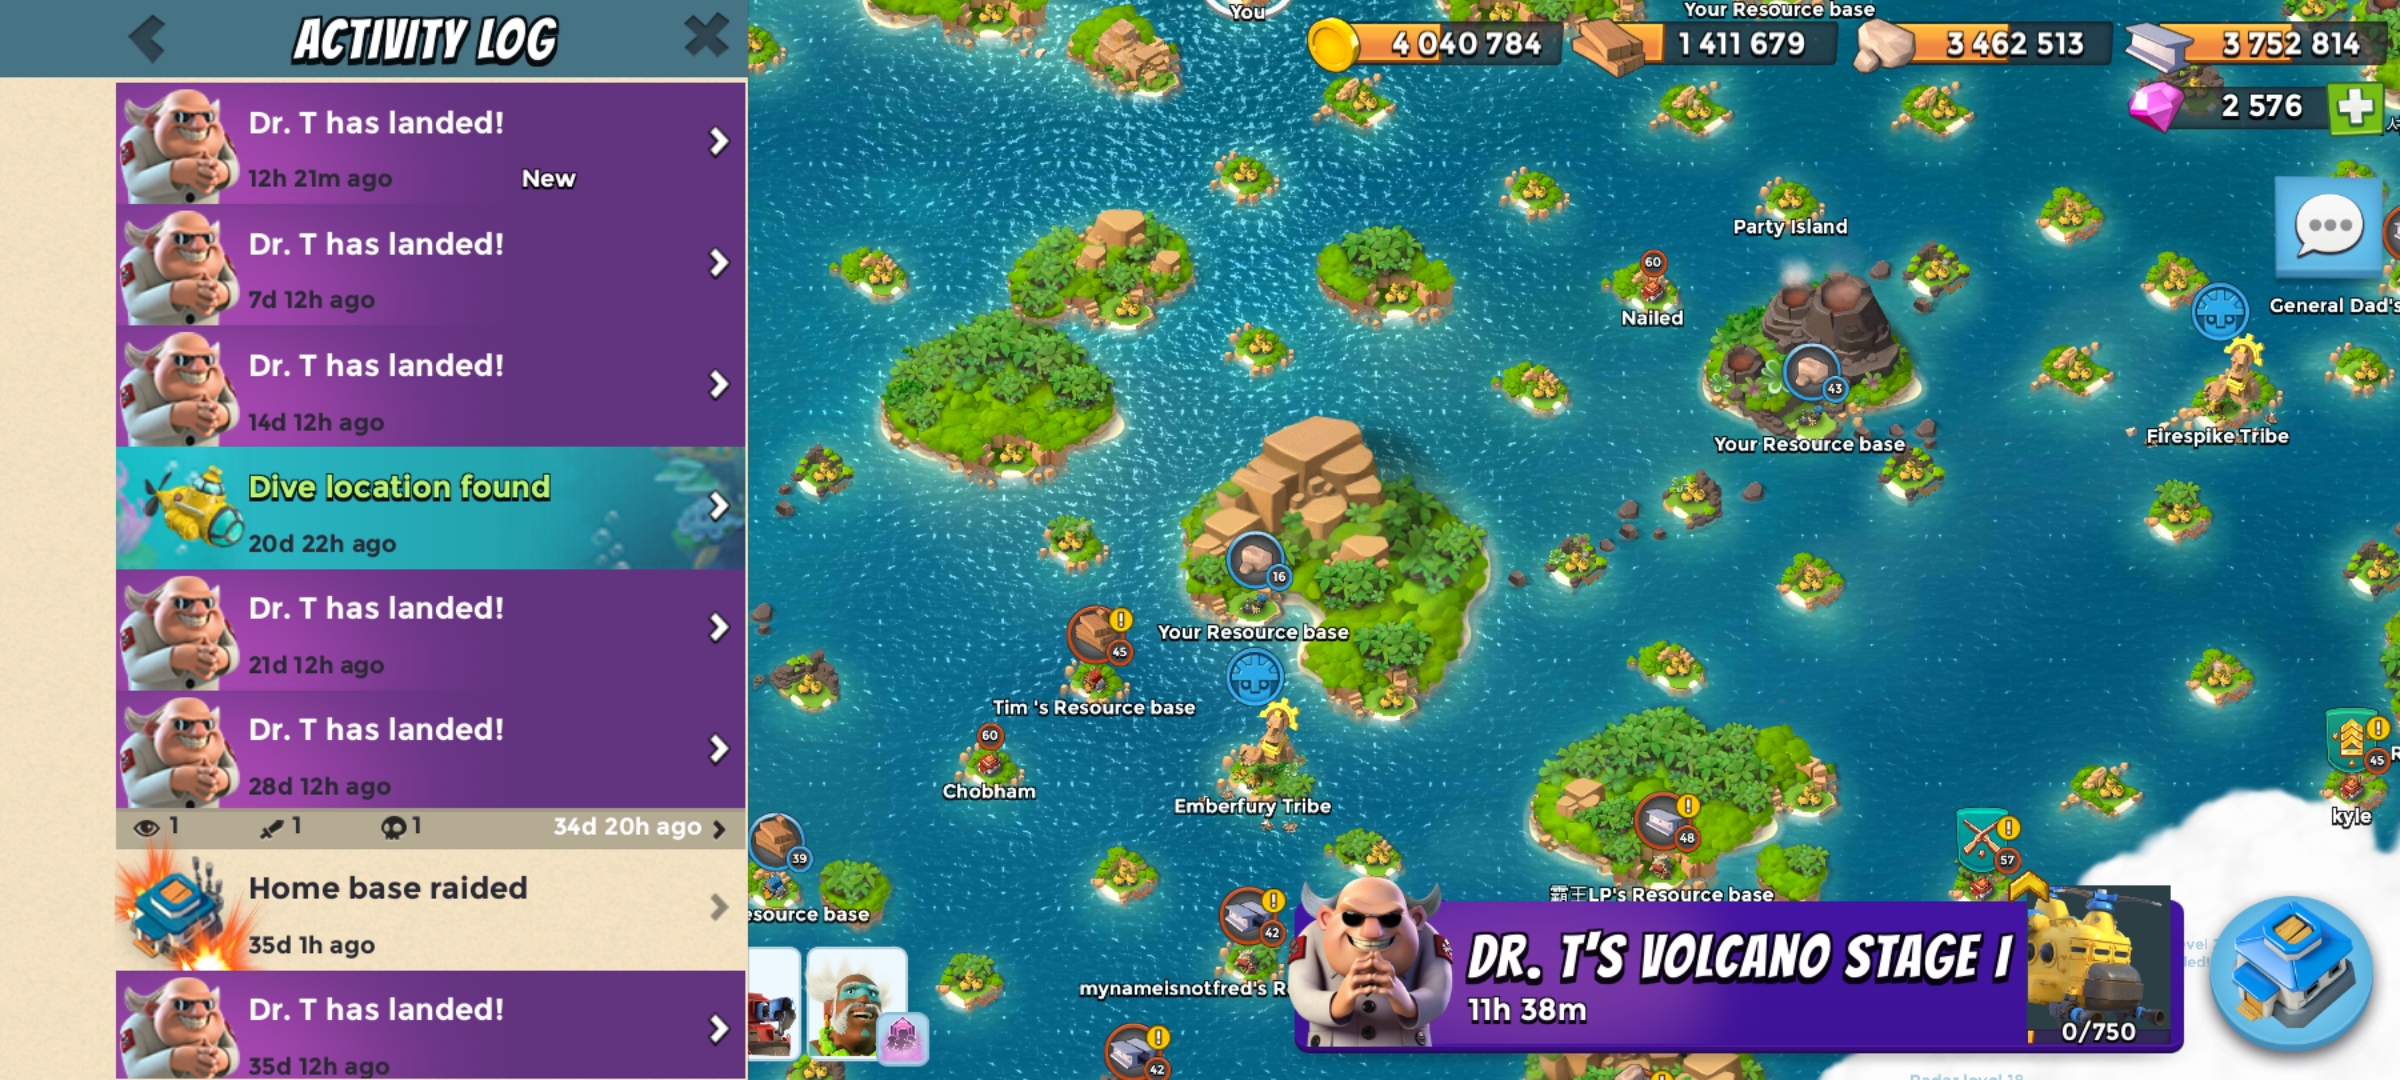 ACTIVITY LOG
Dr. T has landed!
12h 21m ago
New
Dr. T has landed!
7d 12h ago
Dr. T has landed!
14d 12h ago
Dive location found
20d 22h ago
Dr. T has landed!
21d 12h ago
Dr. T has landed!
28d 12h ago
1 1 1 34d 20h ago
Home base raided
35d 1h ago
Dr. T has landed!
35d 12h ago
You
Your Resource base
4 040 784
1 411 679
3 462 513
3 752 814
2 576
Party Island
60
Nailed
General Dad's
43
Your Resource base
Firespike Tribe
16
Your Resource base
45
Tim 's Resource base
60
Chobham
Emberfury Tribe
45
kyle
48
霸王LP's Resource base
57
39
esource base
42
mynameisnotfred's R
42
DR. T'S VOLCANO STAGE I
11h 38m
0/750